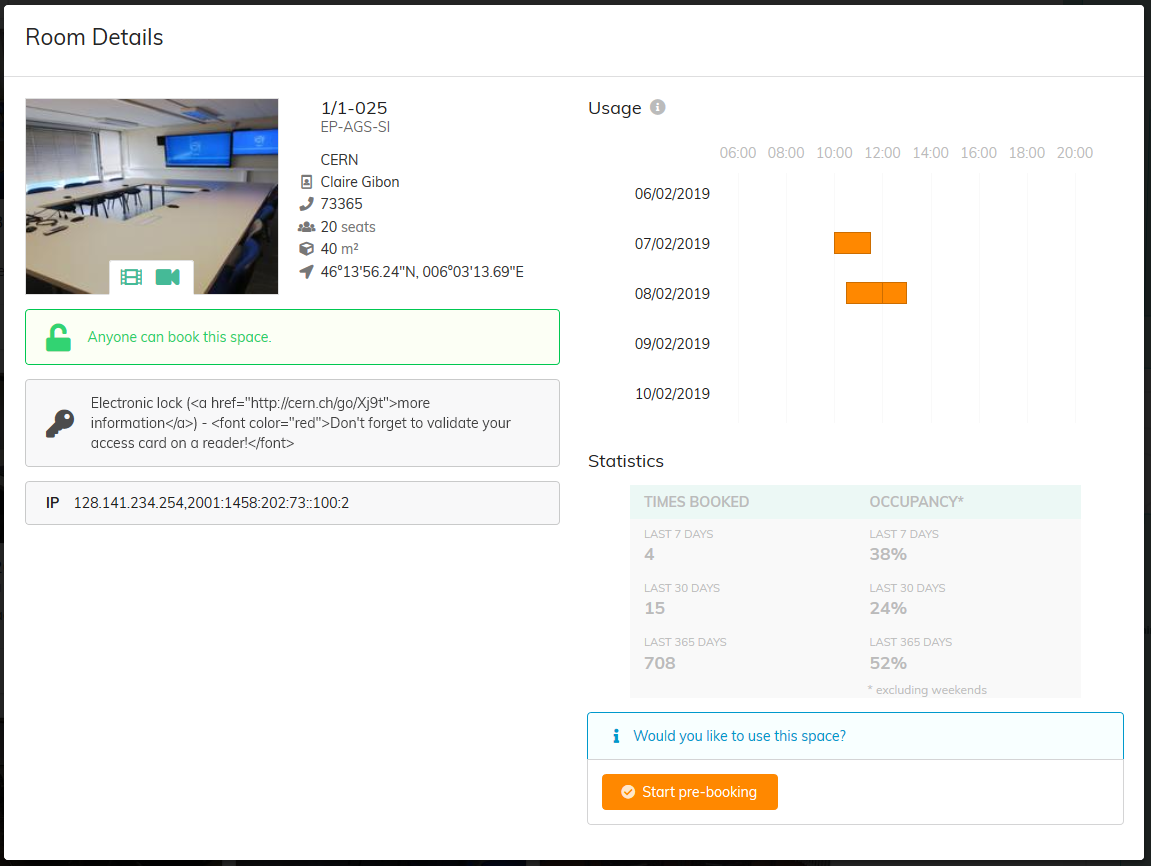 Room Details
1/1-025
EP-AGS-SI
CERN
Claire Gibon
73365
20 seats
40 m²
46°13'56.24"N, 006°03'13.69"E
Anyone can book this space.
Electronic lock (<a href="http://cern.ch/go/Xj9t">more
information</a>) - <font color="red">Don't forget to validate your
access card on a reader!</font>
IP 128.141.234.254,2001:1458:202:73::100:2
Usage
06:00 08:00 10:00 12:00 14:00 16:00 18:00 20:00
06/02/2019
07/02/2019
08/02/2019
09/02/2019
10/02/2019
Statistics
TIMES BOOKED OCCUPANCY*
LAST 7 DAYS LAST 7 DAYS
4 38%
LAST 30 DAYS LAST 30 DAYS
15 24%
LAST 365 DAYS LAST 365 DAYS
708 52%
* excluding weekends
Would you like to use this space?
Start pre-booking